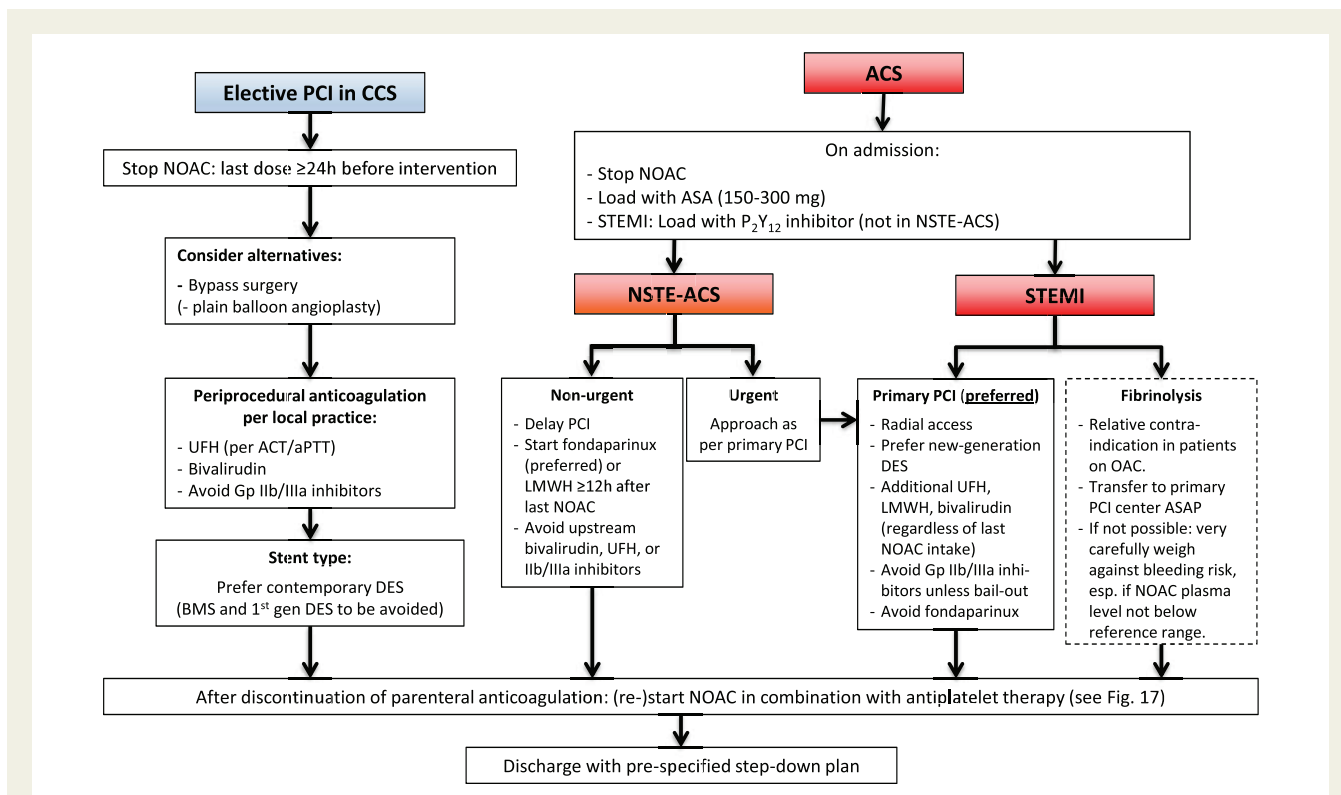 Elective PCI in CCS
Stop NOAC: last dose ≥24h before intervention
Consider alternatives:
- Bypass surgery
(- plain balloon angioplasty)
Periprocedural anticoagulation
per local practice:
- UFH (per ACT/aPTT)
- Bivalirudin
- Avoid Gp IIb/IIIa inhibitors
Stent type:
Prefer contemporary DES
(BMS and 1st gen DES to be avoided)
ACS
On admission:
- Stop NOAC
- Load with ASA (150-300 mg)
- STEMI: Load with P2Y12 inhibitor (not in NSTE-ACS)
NSTE-ACS
Non-urgent
- Delay PCI
- Start fondaparinux
(preferred) or
LMWH ≥12h after
last NOAC
- Avoid upstream
bivalirudin, UFH, or
IIb/IIIa inhibitors
Urgent
Approach as
per primary PCI
STEMI
Primary PCI (preferred)
- Radial access
- Prefer new-generation
DES
- Additional UFH,
LMWH, bivalirudin
(regardless of last
NOAC intake)
- Avoid Gp IIb/IIIa inhi-
bitors unless bail-out
- Avoid fondaparinux
Fibrinolysis
- Relative contra-
indication in patients
on OAC.
- Transfer to primary
PCI center ASAP
- If not possible: very
carefully weigh
against bleeding risk,
esp. if NOAC plasma
level not below
reference range.
After discontinuation of parenteral anticoagulation: (re-)start NOAC in combination with antiplatelet therapy (see Fig. 17)
Discharge with pre-specified step-down plan